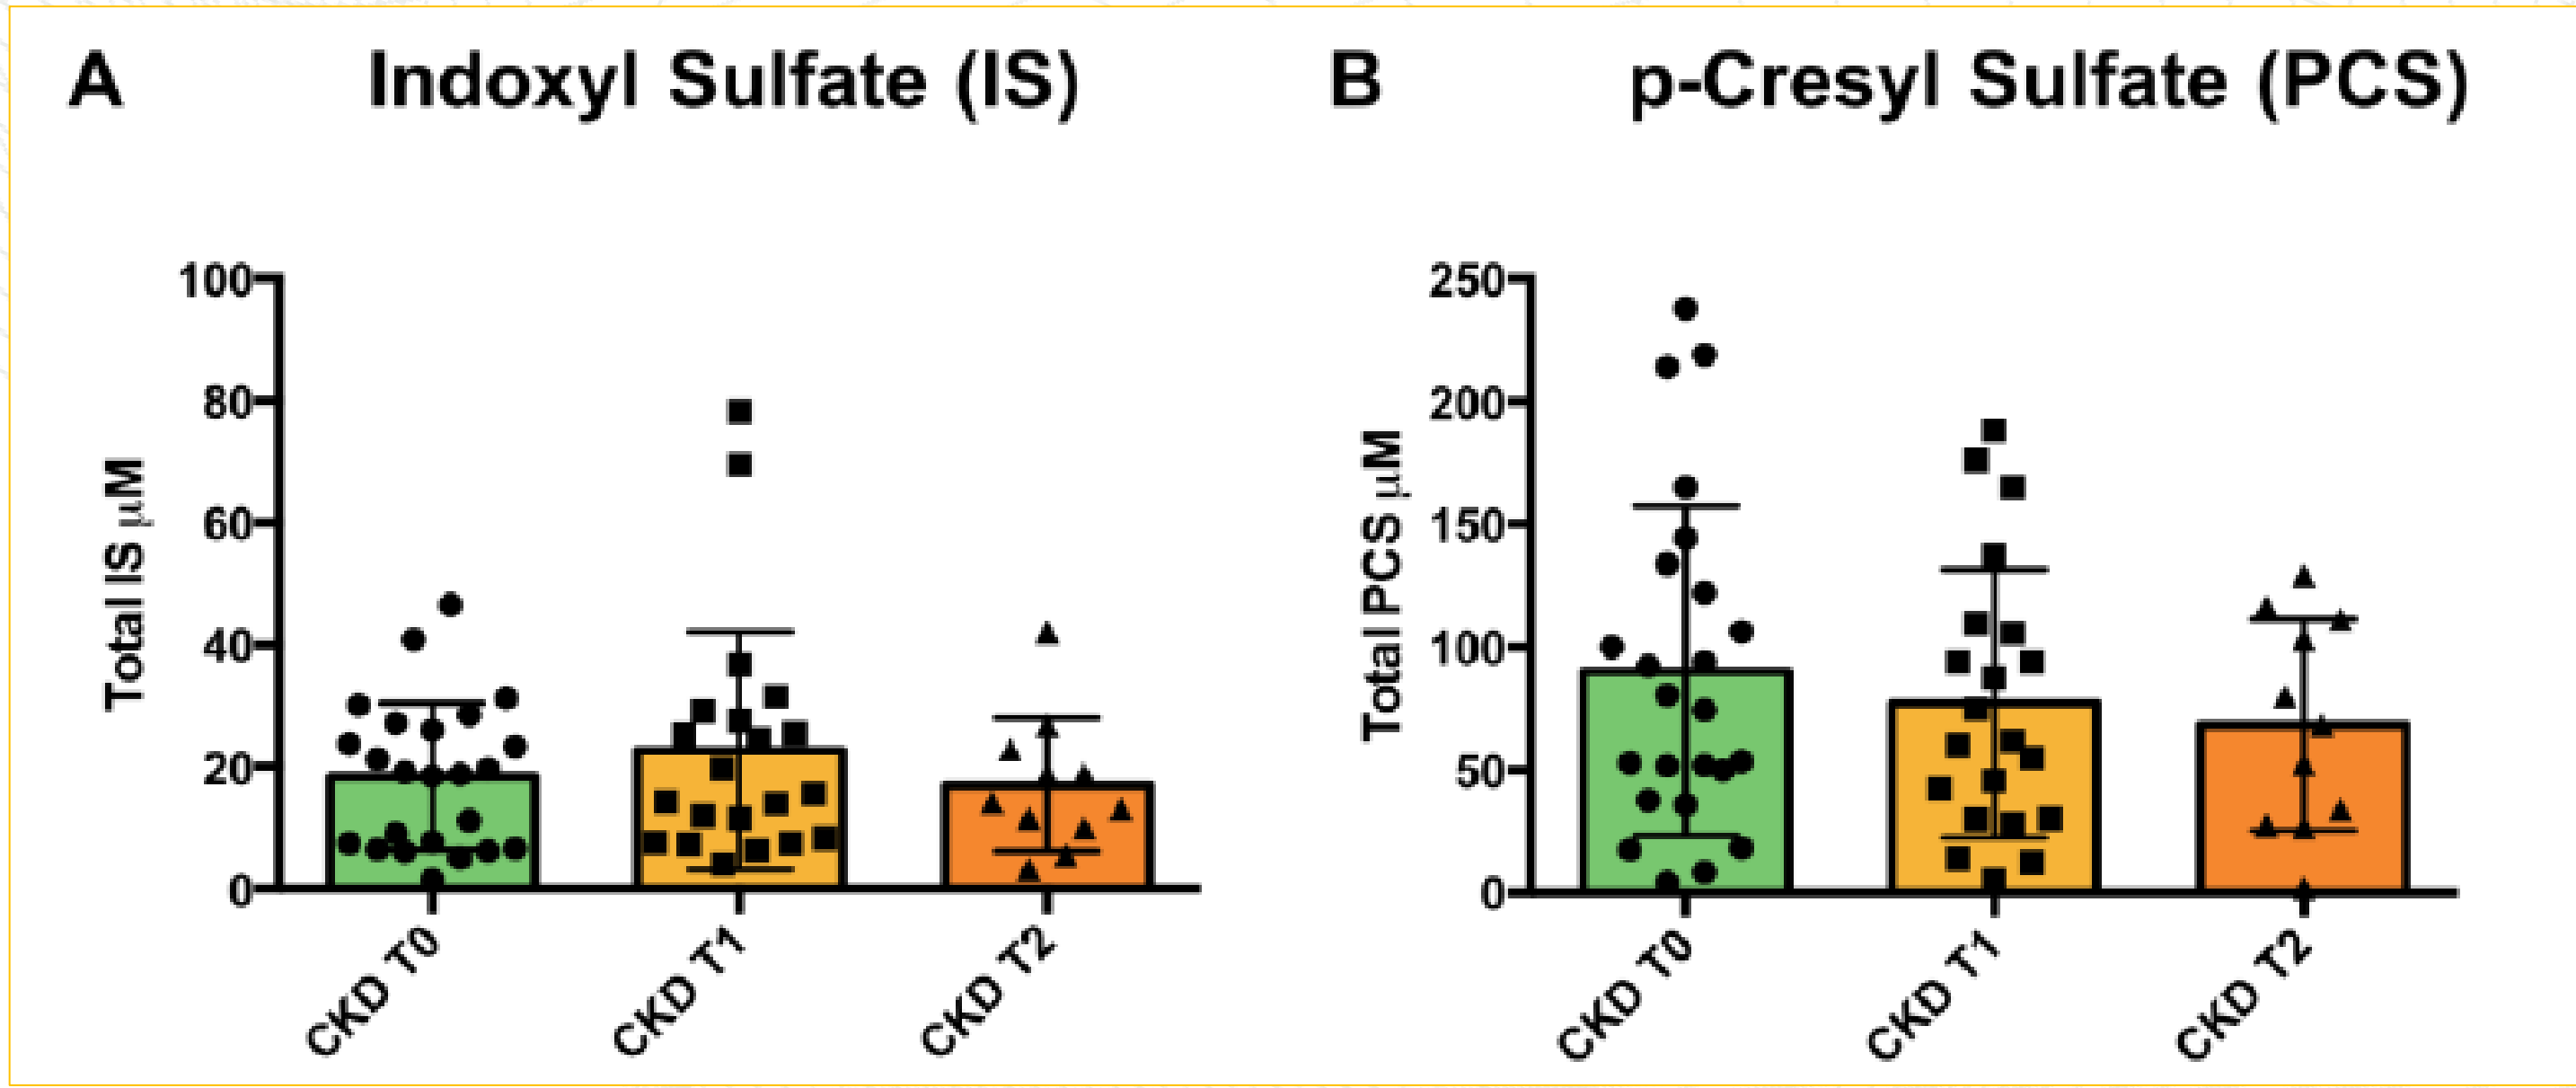 A
Indoxyl Sulfate (IS)
Total IS μM
100
80
60
40
20
0
CKD T0
CKD T1
CKD T2
B
p-Cresyl Sulfate (PCS)
Total PCS μM
250
200
150
100
50
0
CKD T0
CKD T1
CKD T2